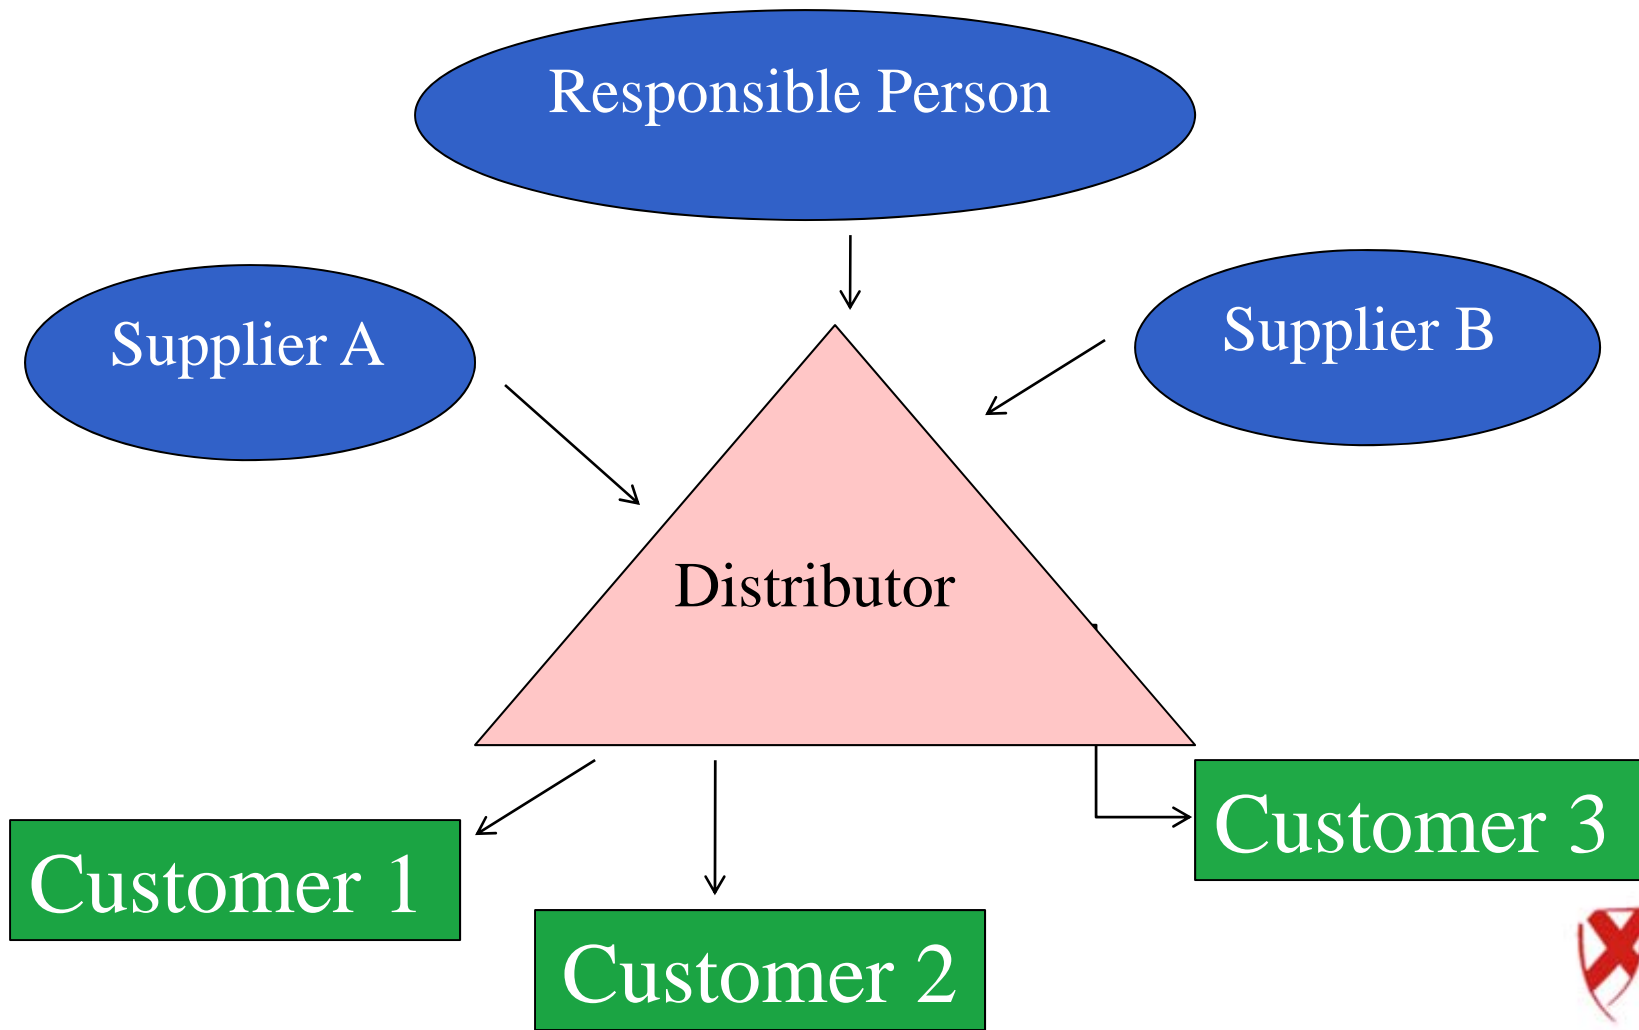 Responsible Person
Supplier A
Supplier B
Distributor
Customer 1
Customer 2
Customer 3